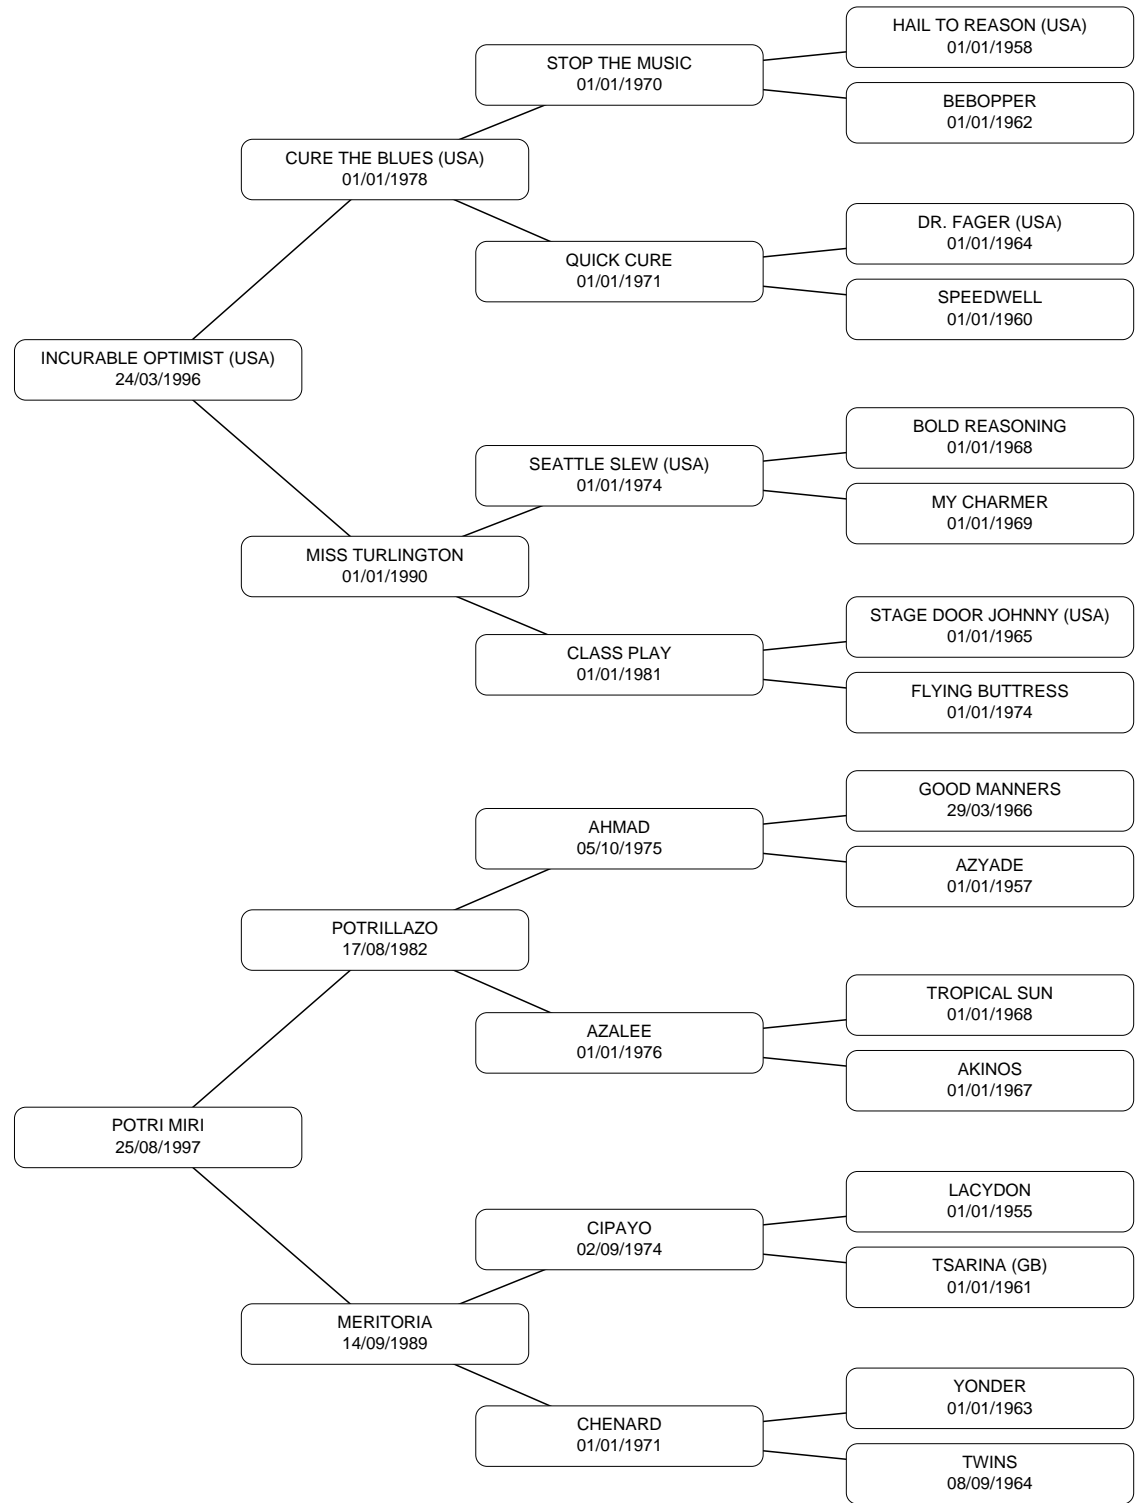 HAIL TO REASON (USA)
01/01/1958
STOP THE MUSIC
01/01/1970
BEBOPPER
01/01/1962
CURE THE BLUES (USA)
01/01/1978
DR. FAGER (USA)
01/01/1964
QUICK CURE
01/01/1971
SPEEDWELL
01/01/1960
INCURABLE OPTIMIST (USA)
24/03/1996
BOLD REASONING
01/01/1968
SEATTLE SLEW (USA)
01/01/1974
MY CHARMER
01/01/1969
MISS TURLINGTON
01/01/1990
STAGE DOOR JOHNNY (USA)
01/01/1965
CLASS PLAY
01/01/1981
FLYING BUTTRESS
01/01/1974
GOOD MANNERS
29/03/1966
AHMAD
05/10/1975
AZYADE
01/01/1957
POTRILLAZO
17/08/1982
TROPICAL SUN
01/01/1968
AZALEE
01/01/1976
AKINOS
01/01/1967
POTRI MIRI
25/08/1997
LACYDON
01/01/1955
CIPAYO
02/09/1974
TSARINA (GB)
01/01/1961
MERITORIA
14/09/1989
YONDER
01/01/1963
CHENARD
01/01/1971
TWINS
08/09/1964